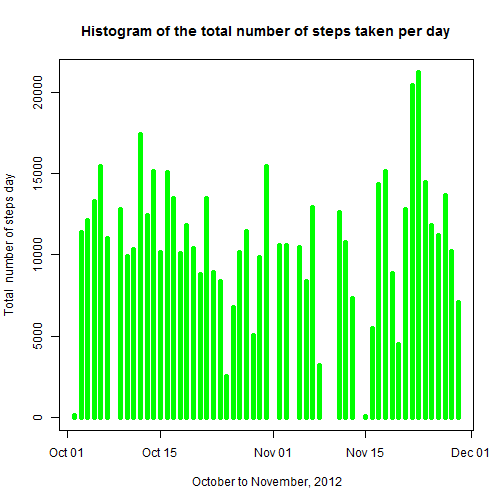 Histogram of the total number of steps taken per day
Total number of steps day
20000
15000
10000
5000
0
Oct 01 Oct 15 Nov 01 Nov 15 Dec 01
October to November, 2012